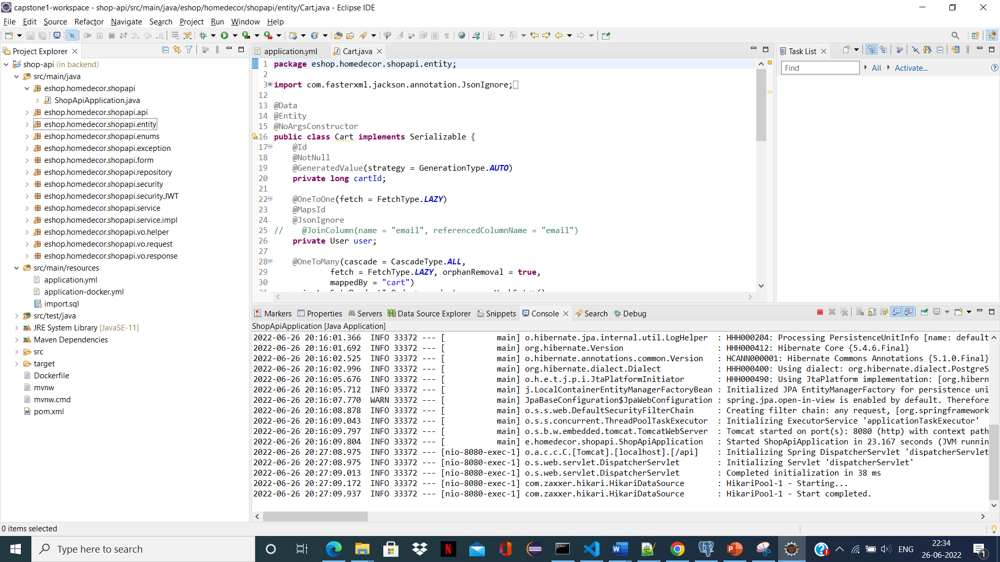 capstone1-workspace - shop-api/src/main/java/eshop/homedecor/shopapi/entity/Cart.java - Eclipse IDE
File Edit Source Refactor Navigate Search Project Run Window Help
Project Explorer
shop-api (in backend)
src/main/java
eshop.homedecor.shopapi
ShopApiApplication.java
eshop.homedecor.shopapi.api
eshop.homedecor.shopapi.entity
eshop.homedecor.shopapi.enums
eshop.homedecor.shopapi.exception
eshop.homedecor.shopapi.form
eshop.homedecor.shopapi.repository
eshop.homedecor.shopapi.security
eshop.homedecor.shopapi.security.JWT
eshop.homedecor.shopapi.service
eshop.homedecor.shopapi.service.impl
eshop.homedecor.shopapi.vo.helper
eshop.homedecor.shopapi.vo.request
eshop.homedecor.shopapi.vo.response
src/main/resources
application.yml
application-docker.yml
import.sql
src/test/java
JRE System Library [JavaSE-11]
Maven Dependencies
src
target
Dockerfile
mvnw
mvnw.cmd
pom.xml
application.yml Cart.java
1 package eshop.homedecor.shopapi.entity;
2
3 import com.fasterxml.jackson.annotation.JsonIgnore;
12
13 @Data
14 @Entity
15 @NoArgsConstructor
16 public class Cart implements Serializable {
17 @Id
18 @NotNull
19 @GeneratedValue(strategy = GenerationType.AUTO)
20 private long cartId;
21
22 @OneToOne(fetch = FetchType.LAZY)
23 @MapsId
24 @JsonIgnore
25 // @JoinColumn(name = "email", referencedColumnName = "email")
26 private User user;
27
28 @OneToMany(cascade = CascadeType.ALL,
29 fetch = FetchType.LAZY, orphanRemoval = true,
30 mappedBy = "cart")
Task List
Find All Activate...
Markers Properties Servers Data Source Explorer Snippets Console Search Debug
ShopApiApplication [Java Application]
2022-06-26 20:16:01.366 INFO 33372 --- [ main] o.hibernate.jpa.internal.util.LogHelper : HHH000204: Processing PersistenceUnitInfo [name: default
2022-06-26 20:16:01.692 INFO 33372 --- [ main] org.hibernate.Version : HHH000412: Hibernate Core {5.4.6.Final}
2022-06-26 20:16:02.525 INFO 33372 --- [ main] o.hibernate.annotations.common.Version : HCANN000001: Hibernate Commons Annotations {5.1.0.Final}
2022-06-26 20:16:02.996 INFO 33372 --- [ main] org.hibernate.dialect.Dialect : HHH000400: Using dialect: org.hibernate.dialect.PostgreS
2022-06-26 20:16:05.676 INFO 33372 --- [ main] o.h.e.t.j.p.i.JtaPlatformInitiator : HHH000490: Using JtaPlatform implementation: [org.hibern
2022-06-26 20:16:05.712 INFO 33372 --- [ main] j.LocalContainerEntityManagerFactoryBean : Initialized JPA EntityManagerFactory for persistence uni
2022-06-26 20:16:07.770 WARN 33372 --- [ main] JpaBaseConfiguration$JpaWebConfiguration : spring.jpa.open-in-view is enabled by default. Therefore
2022-06-26 20:16:08.878 INFO 33372 --- [ main] o.s.s.web.DefaultSecurityFilterChain : Creating filter chain: any request, [org.springframework
2022-06-26 20:16:09.043 INFO 33372 --- [ main] o.s.s.concurrent.ThreadPoolTaskExecutor : Initializing ExecutorService 'applicationTaskExecutor'
2022-06-26 20:16:09.797 INFO 33372 --- [ main] o.s.b.w.embedded.tomcat.TomcatWebServer : Tomcat started on port(s): 8080 (http) with context path
2022-06-26 20:16:09.804 INFO 33372 --- [ main] e.homedecor.shopapi.ShopApiApplication : Started ShopApiApplication in 23.167 seconds (JVM runnin
2022-06-26 20:27:08.975 INFO 33372 --- [nio-8080-exec-1] o.a.c.c.C.[Tomcat].[localhost].[/api] : Initializing Spring DispatcherServlet 'dispatcherServlet
2022-06-26 20:27:08.975 INFO 33372 --- [nio-8080-exec-1] o.s.web.servlet.DispatcherServlet : Initializing Servlet 'dispatcherServlet'
2022-06-26 20:27:09.013 INFO 33372 --- [nio-8080-exec-1] o.s.web.servlet.DispatcherServlet : Completed initialization in 38 ms
2022-06-26 20:27:09.172 INFO 33372 --- [nio-8080-exec-1] com.zaxxer.hikari.HikariDataSource : HikariPool-1 - Starting...
2022-06-26 20:27:09.937 INFO 33372 --- [nio-8080-exec-1] com.zaxxer.hikari.HikariDataSource : HikariPool-1 - Start completed.
0 items selected
Type here to search
ENG
22:34
26-06-2022
1